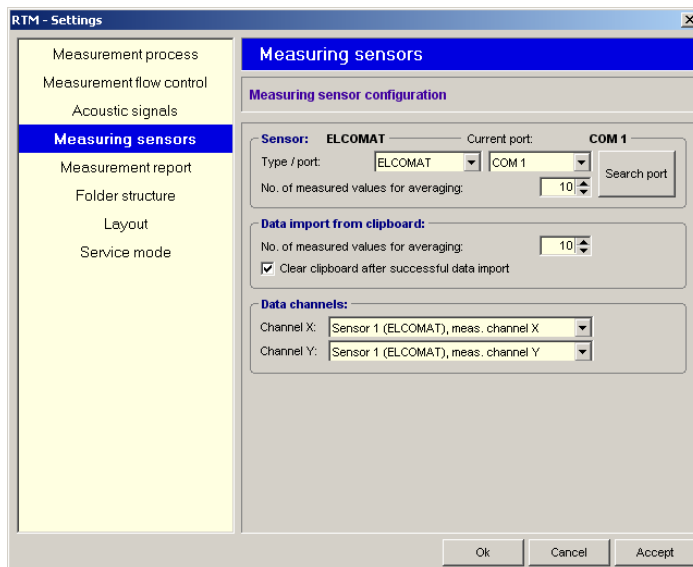 RTM - Settings
Measurement process
Measurement flow control
Acoustic signals
Measuring sensors
Measurement report
Folder structure
Layout
Service mode
Measuring sensors
Measuring sensor configuration
Sensor: ELCOMAT Current port: COM 1
Type / port: ELCOMAT COM 1
Search port
No. of measured values for averaging: 10
Data import from clipboard:
No. of measured values for averaging: 10
Clear clipboard after successful data import
Data channels:
Channel X: Sensor 1 (ELCOMAT), meas. channel X
Channel Y: Sensor 1 (ELCOMAT), meas. channel Y
Ok Cancel Accept